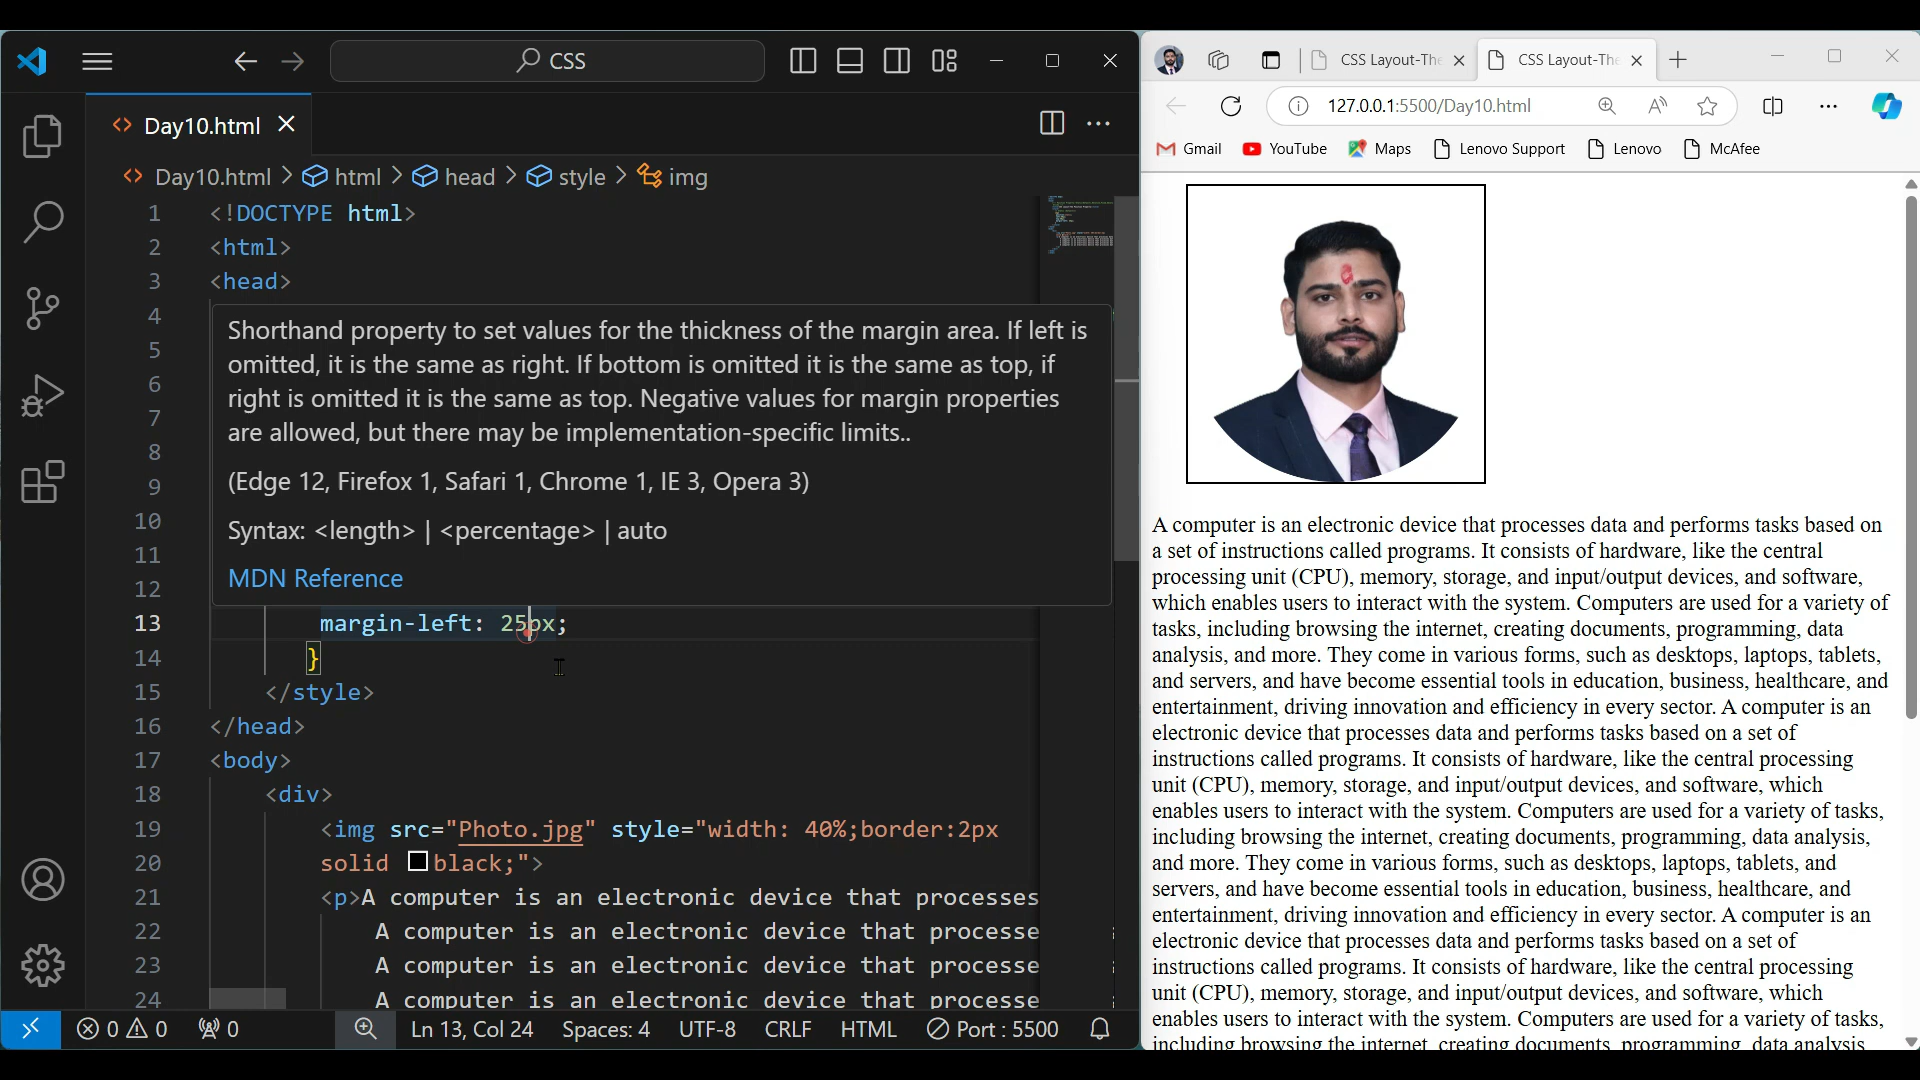 CSS
Day10.html
Day10.html > html > head > style > img
1 <!DOCTYPE html>
2 <html>
3 <head>
4
5
6
7
8
9
10
11
12
Shorthand property to set values for the thickness of the margin area. If left is
omitted, it is the same as right. If bottom is omitted it is the same as top, if
right is omitted it is the same as top. Negative values for margin properties
are allowed, but there may be implementation-specific limits..
(Edge 12, Firefox 1, Safari 1, Chrome 1, IE 3, Opera 3)
Syntax: <length> | <percentage> | auto
MDN Reference
13 margin-left: 25px;
14 }
15 </style>
16 </head>
17 <body>
18 <div>
19 <img src="Photo.jpg" style="width: 40%;border:2px
20 solid black;">
21 <p>A computer is an electronic device that processes
22 A computer is an electronic device that processe
23 A computer is an electronic device that processe
24 A computer is an electronic device that processe
0 0 0 Ln 13, Col 24 Spaces: 4 UTF-8 CRLF HTML Port : 5500
CSS Layout-The CSS Layout-The
127.0.0.1:5500/Day10.html
Gmail YouTube Maps Lenovo Support Lenovo McAfee
A computer is an electronic device that processes data and performs tasks based on
a set of instructions called programs. It consists of hardware, like the central
processing unit (CPU), memory, storage, and input/output devices, and software,
which enables users to interact with the system. Computers are used for a variety of
tasks, including browsing the internet, creating documents, programming, data
analysis, and more. They come in various forms, such as desktops, laptops, tablets,
and servers, and have become essential tools in education, business, healthcare, and
entertainment, driving innovation and efficiency in every sector. A computer is an
electronic device that processes data and performs tasks based on a set of
instructions called programs. It consists of hardware, like the central processing
unit (CPU), memory, storage, and input/output devices, and software, which
enables users to interact with the system. Computers are used for a variety of tasks,
including browsing the internet, creating documents, programming, data analysis,
and more. They come in various forms, such as desktops, laptops, tablets, and
servers, and have become essential tools in education, business, healthcare, and
entertainment, driving innovation and efficiency in every sector. A computer is an
electronic device that processes data and performs tasks based on a set of
instructions called programs. It consists of hardware, like the central processing
unit (CPU), memory, storage, and input/output devices, and software, which
enables users to interact with the system. Computers are used for a variety of tasks,
including browsing the internet, creating documents, programming, data analysis,